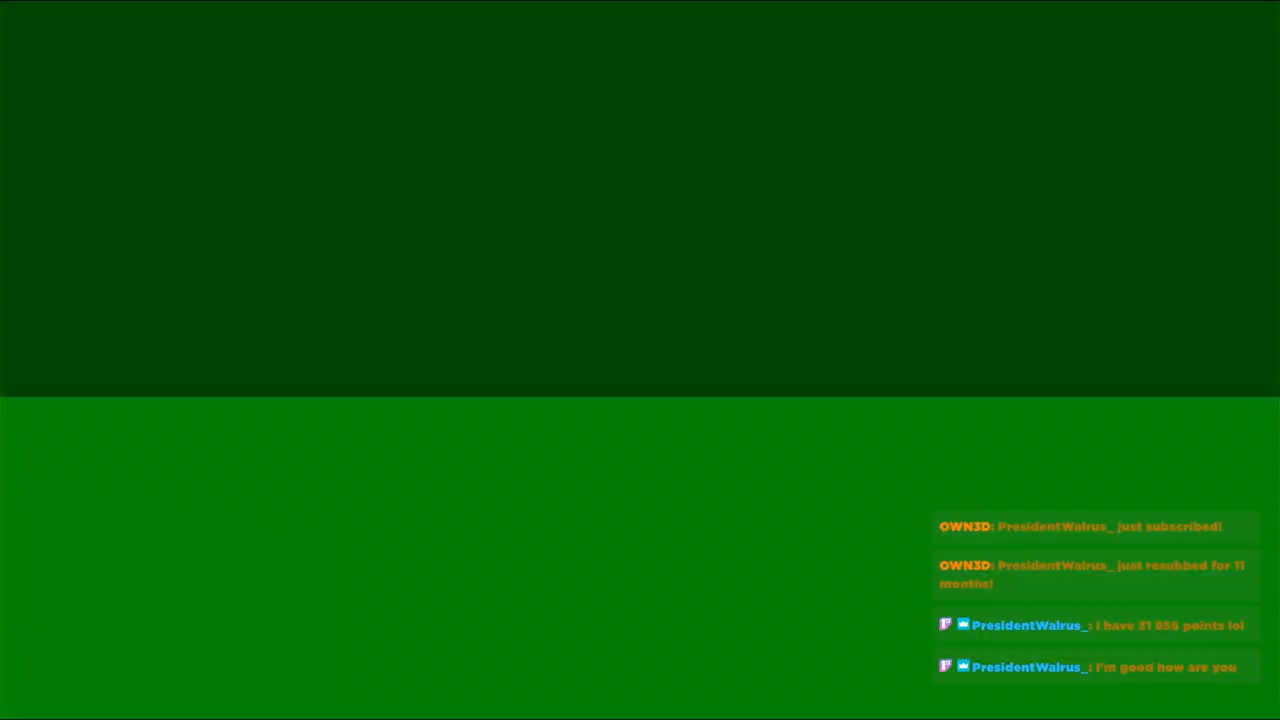 OWN3D: PresidentWalrus_ just subscribed!
OWN3D: PresidentWalrus_ just resubbed for 11
months!
PresidentWalrus_: I have 31 856 points lol
PresidentWalrus_: I'm good how are you